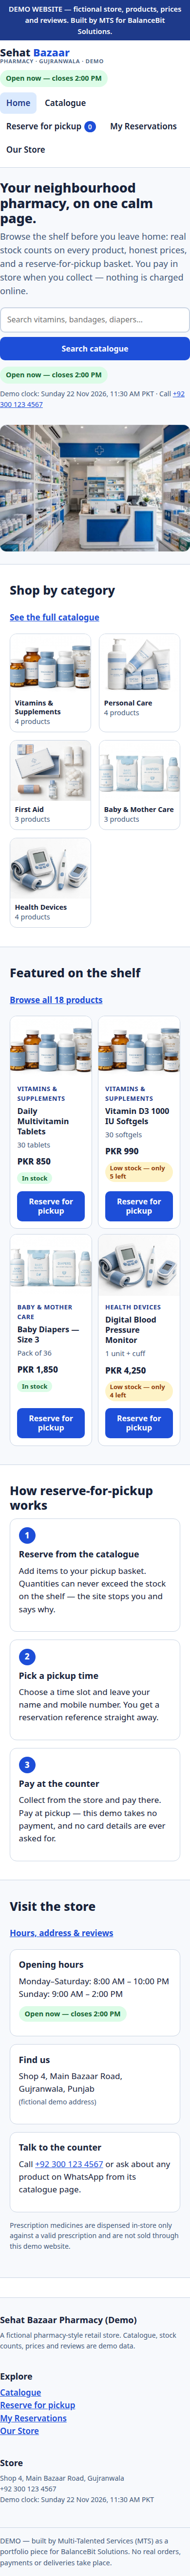 DEMO WEBSITE — fictional store, products, prices
and reviews. Built by MTS for BalanceBit
Solutions.
Sehat Bazaar
PHARMACY · GUJRANWALA · DEMO
Open now — closes 2:00 PM
Home
Catalogue
Reserve for pickup 0
My Reservations
Our Store
Your neighbourhood
pharmacy, on one calm
page.
Browse the shelf before you leave home: real
stock counts on every product, honest prices,
and a reserve-for-pickup basket. You pay in
store when you collect — nothing is charged
online.
Search vitamins, bandages, diapers...
Search catalogue
Open now — closes 2:00 PM
Demo clock: Sunday 22 Nov 2026, 11:30 AM PKT · Call +92
300 123 4567
Shop by category
See the full catalogue
Vitamins &
Supplements
4 products
Personal Care
4 products
First Aid
3 products
Baby & Mother Care
3 products
Health Devices
4 products
Featured on the shelf
Browse all 18 products
VITAMINS &
SUPPLEMENTS
Daily
Multivitamin
Tablets
30 tablets
PKR 850
In stock
Reserve for
pickup
VITAMINS &
SUPPLEMENTS
Vitamin D3 1000
IU Softgels
30 softgels
PKR 990
Low stock — only
5 left
Reserve for
pickup
BABY & MOTHER
CARE
Baby Diapers —
Size 3
Pack of 36
PKR 1,850
In stock
Reserve for
pickup
HEALTH DEVICES
Digital Blood
Pressure
Monitor
1 unit + cuff
PKR 4,250
Low stock — only
4 left
Reserve for
pickup
How reserve-for-pickup
works
1
Reserve from the catalogue
Add items to your pickup basket.
Quantities can never exceed the stock
on the shelf — the site stops you and
says why.
2
Pick a pickup time
Choose a time slot and leave your
name and mobile number. You get a
reservation reference straight away.
3
Pay at the counter
Collect from the store and pay there.
Pay at pickup — this demo takes no
payment, and no card details are ever
asked for.
Visit the store
Hours, address & reviews
Opening hours
Monday–Saturday: 8:00 AM – 10:00 PM
Sunday: 9:00 AM – 2:00 PM
Open now — closes 2:00 PM
Find us
Shop 4, Main Bazaar Road,
Gujranwala, Punjab
(fictional demo address)
Talk to the counter
Call +92 300 123 4567 or ask about any
product on WhatsApp from its
catalogue page.
Prescription medicines are dispensed in-store only
against a valid prescription and are not sold through
this demo website.
Sehat Bazaar Pharmacy (Demo)
A fictional pharmacy-style retail store. Catalogue, stock
counts, prices and reviews are demo data.
Explore
Catalogue
Reserve for pickup
My Reservations
Our Store
Store
Shop 4, Main Bazaar Road, Gujranwala
+92 300 123 4567
Demo clock: Sunday 22 Nov 2026, 11:30 AM PKT
DEMO — built by Multi-Talented Services (MTS) as a
portfolio piece for BalanceBit Solutions. No real orders,
payments or deliveries take place.